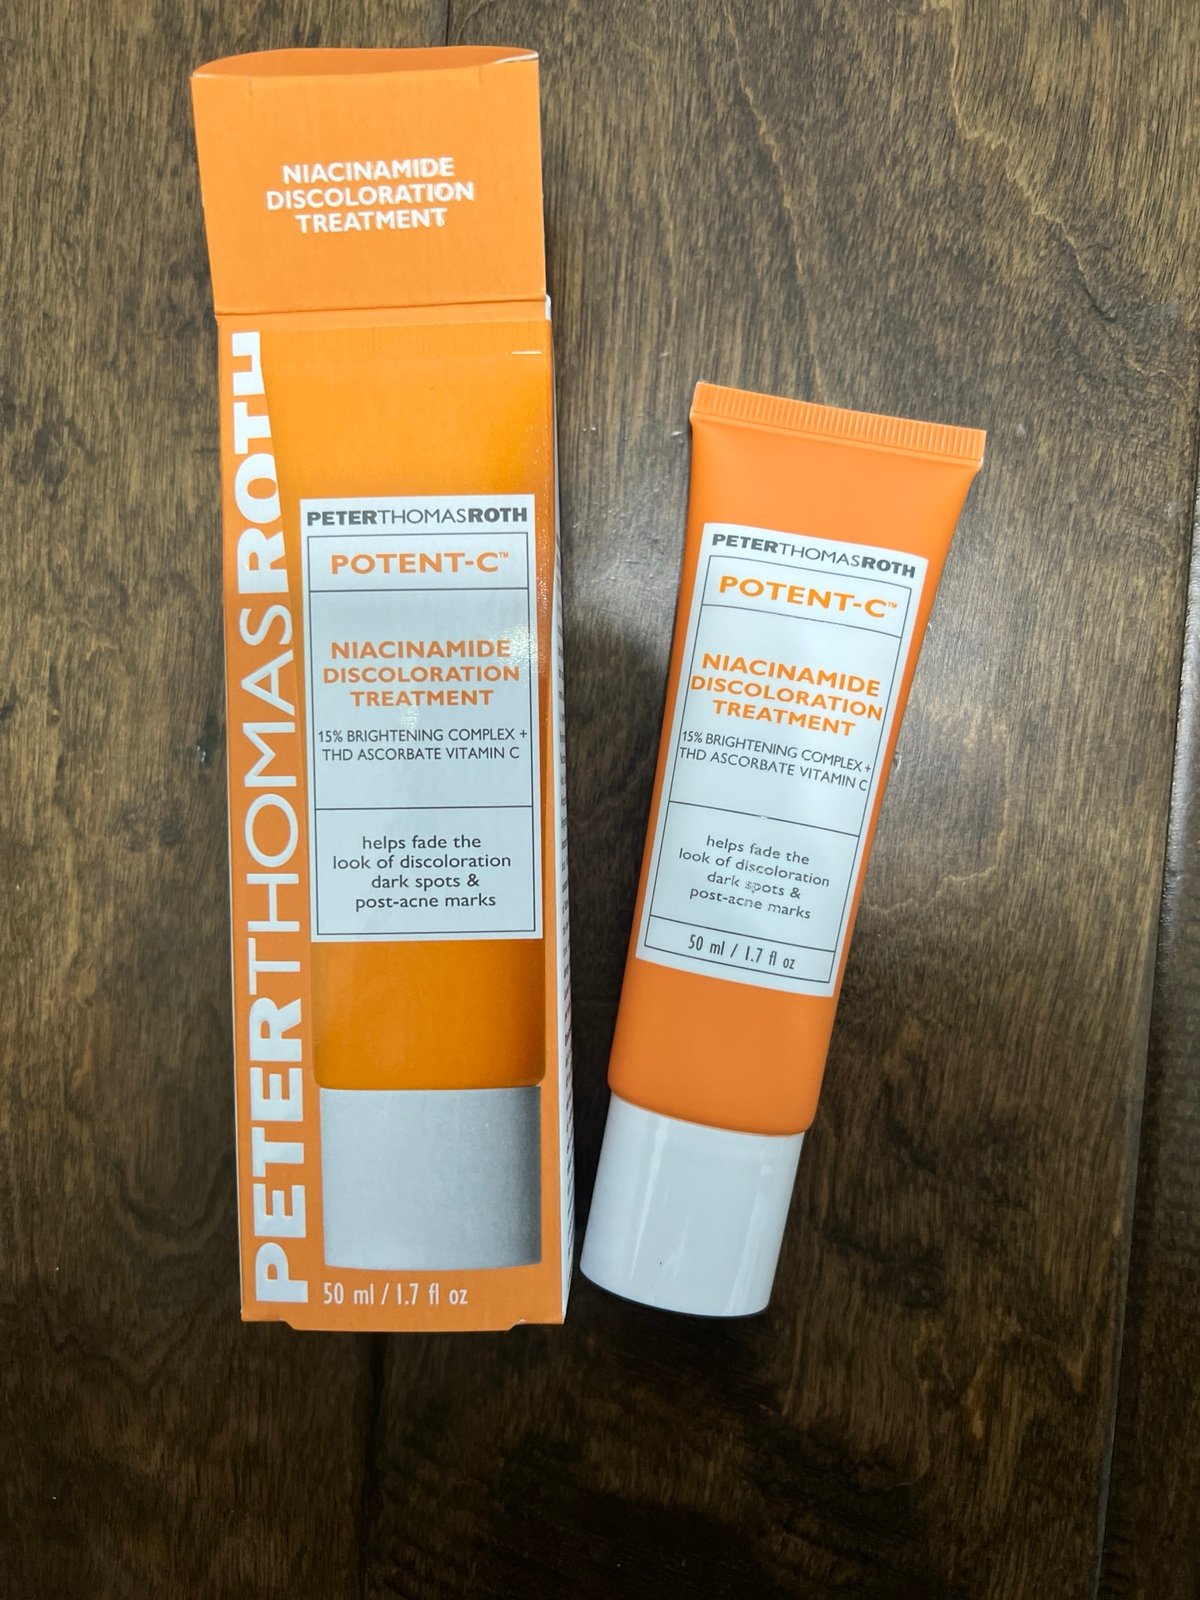 NIACINAMIDE
DISCOLORATION
TREATMENT
PETERTHOMASROTH
PETERTHOMASROTH
POTENT-C™
NIACINAMIDE
DISCOLORATION
TREATMENT
15% BRIGHTENING COMPLEX +
THD ASCORBATE VITAMIN C
helps fade the
look of discoloration
dark spots &
post-acne marks
50 ml / 1.7 fl oz
PETERTHOMASROTH
POTENT-C™
NIACINAMIDE
DISCOLORATION
TREATMENT
15% BRIGHTENING COMPLEX +
THD ASCORBATE VITAMIN C
helps fade the
look of discoloration
dark spots &
post-acne marks
50 ml / 1.7 fl oz